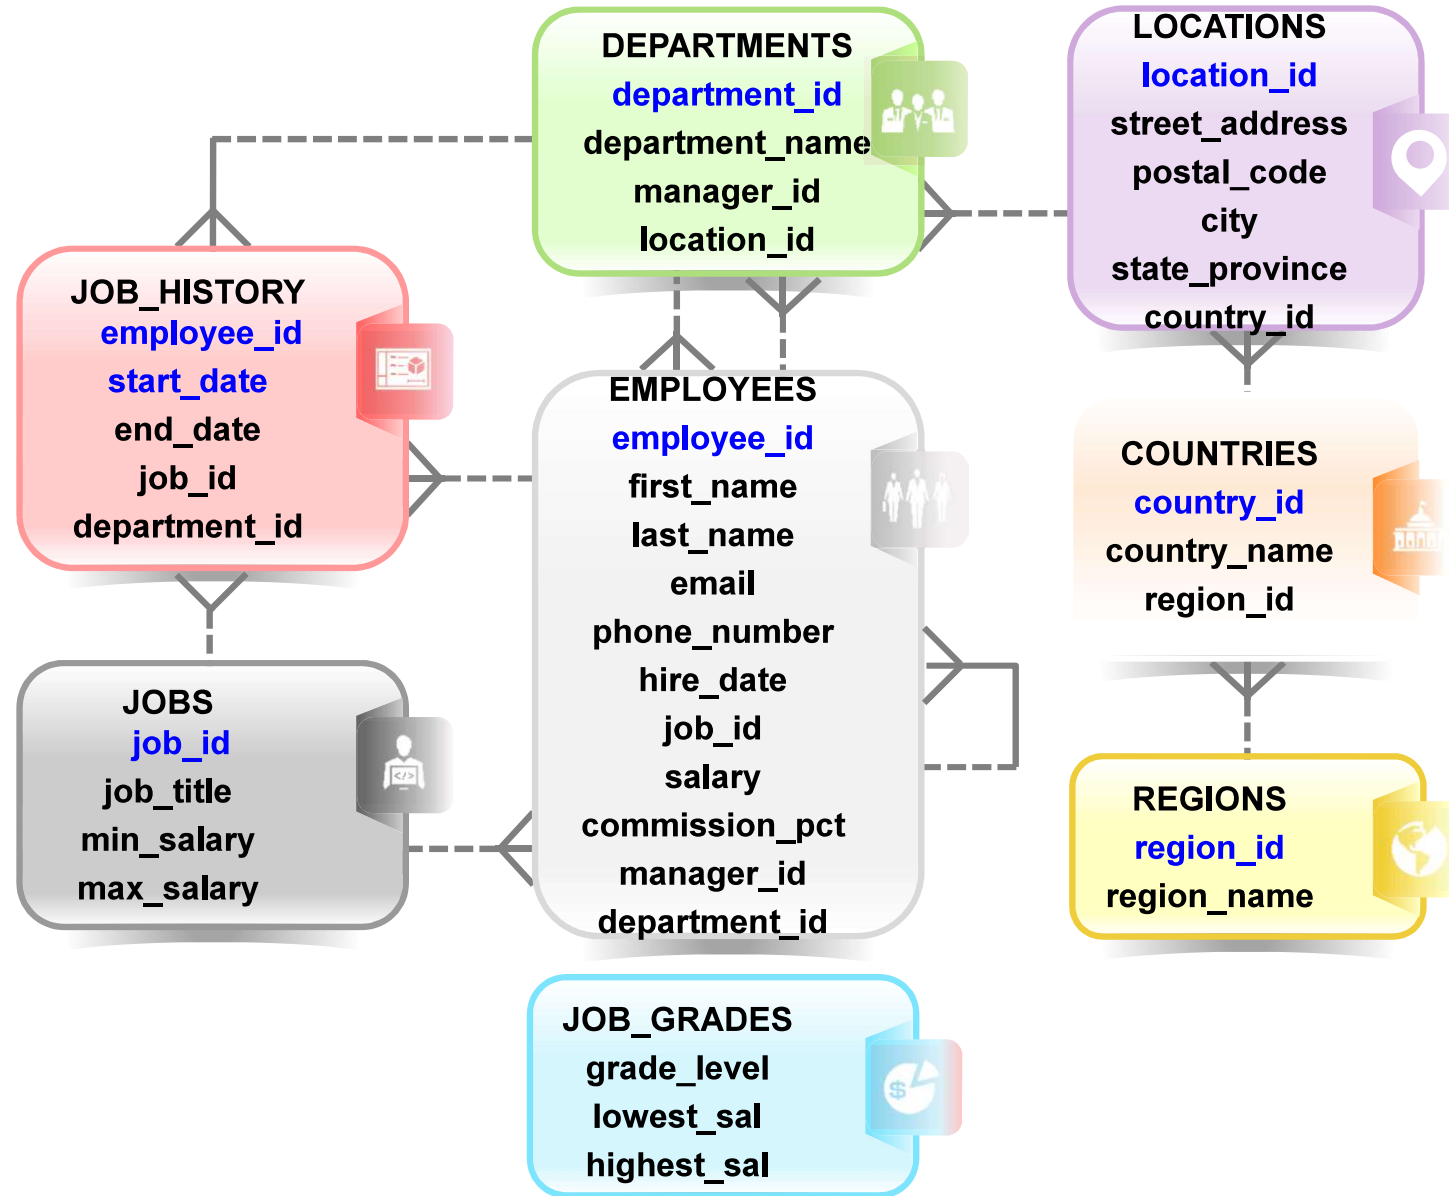 DEPARTMENTS
department_id
department_name
manager_id
location_id
LOCATIONS
location_id
street_address
postal_code
city
state_province
country_id
JOB_HISTORY
employee_id
start_date
end_date
job_id
department_id
EMPLOYEES
employee_id
first_name
last_name
email
phone_number
hire_date
job_id
salary
commission_pct
manager_id
department_id
COUNTRIES
country_id
country_name
region_id
JOBS
job_id
job_title
min_salary
max_salary
</>
REGIONS
region_id
region_name
JOB_GRADES
grade_level
lowest_sal
highest_sal
$